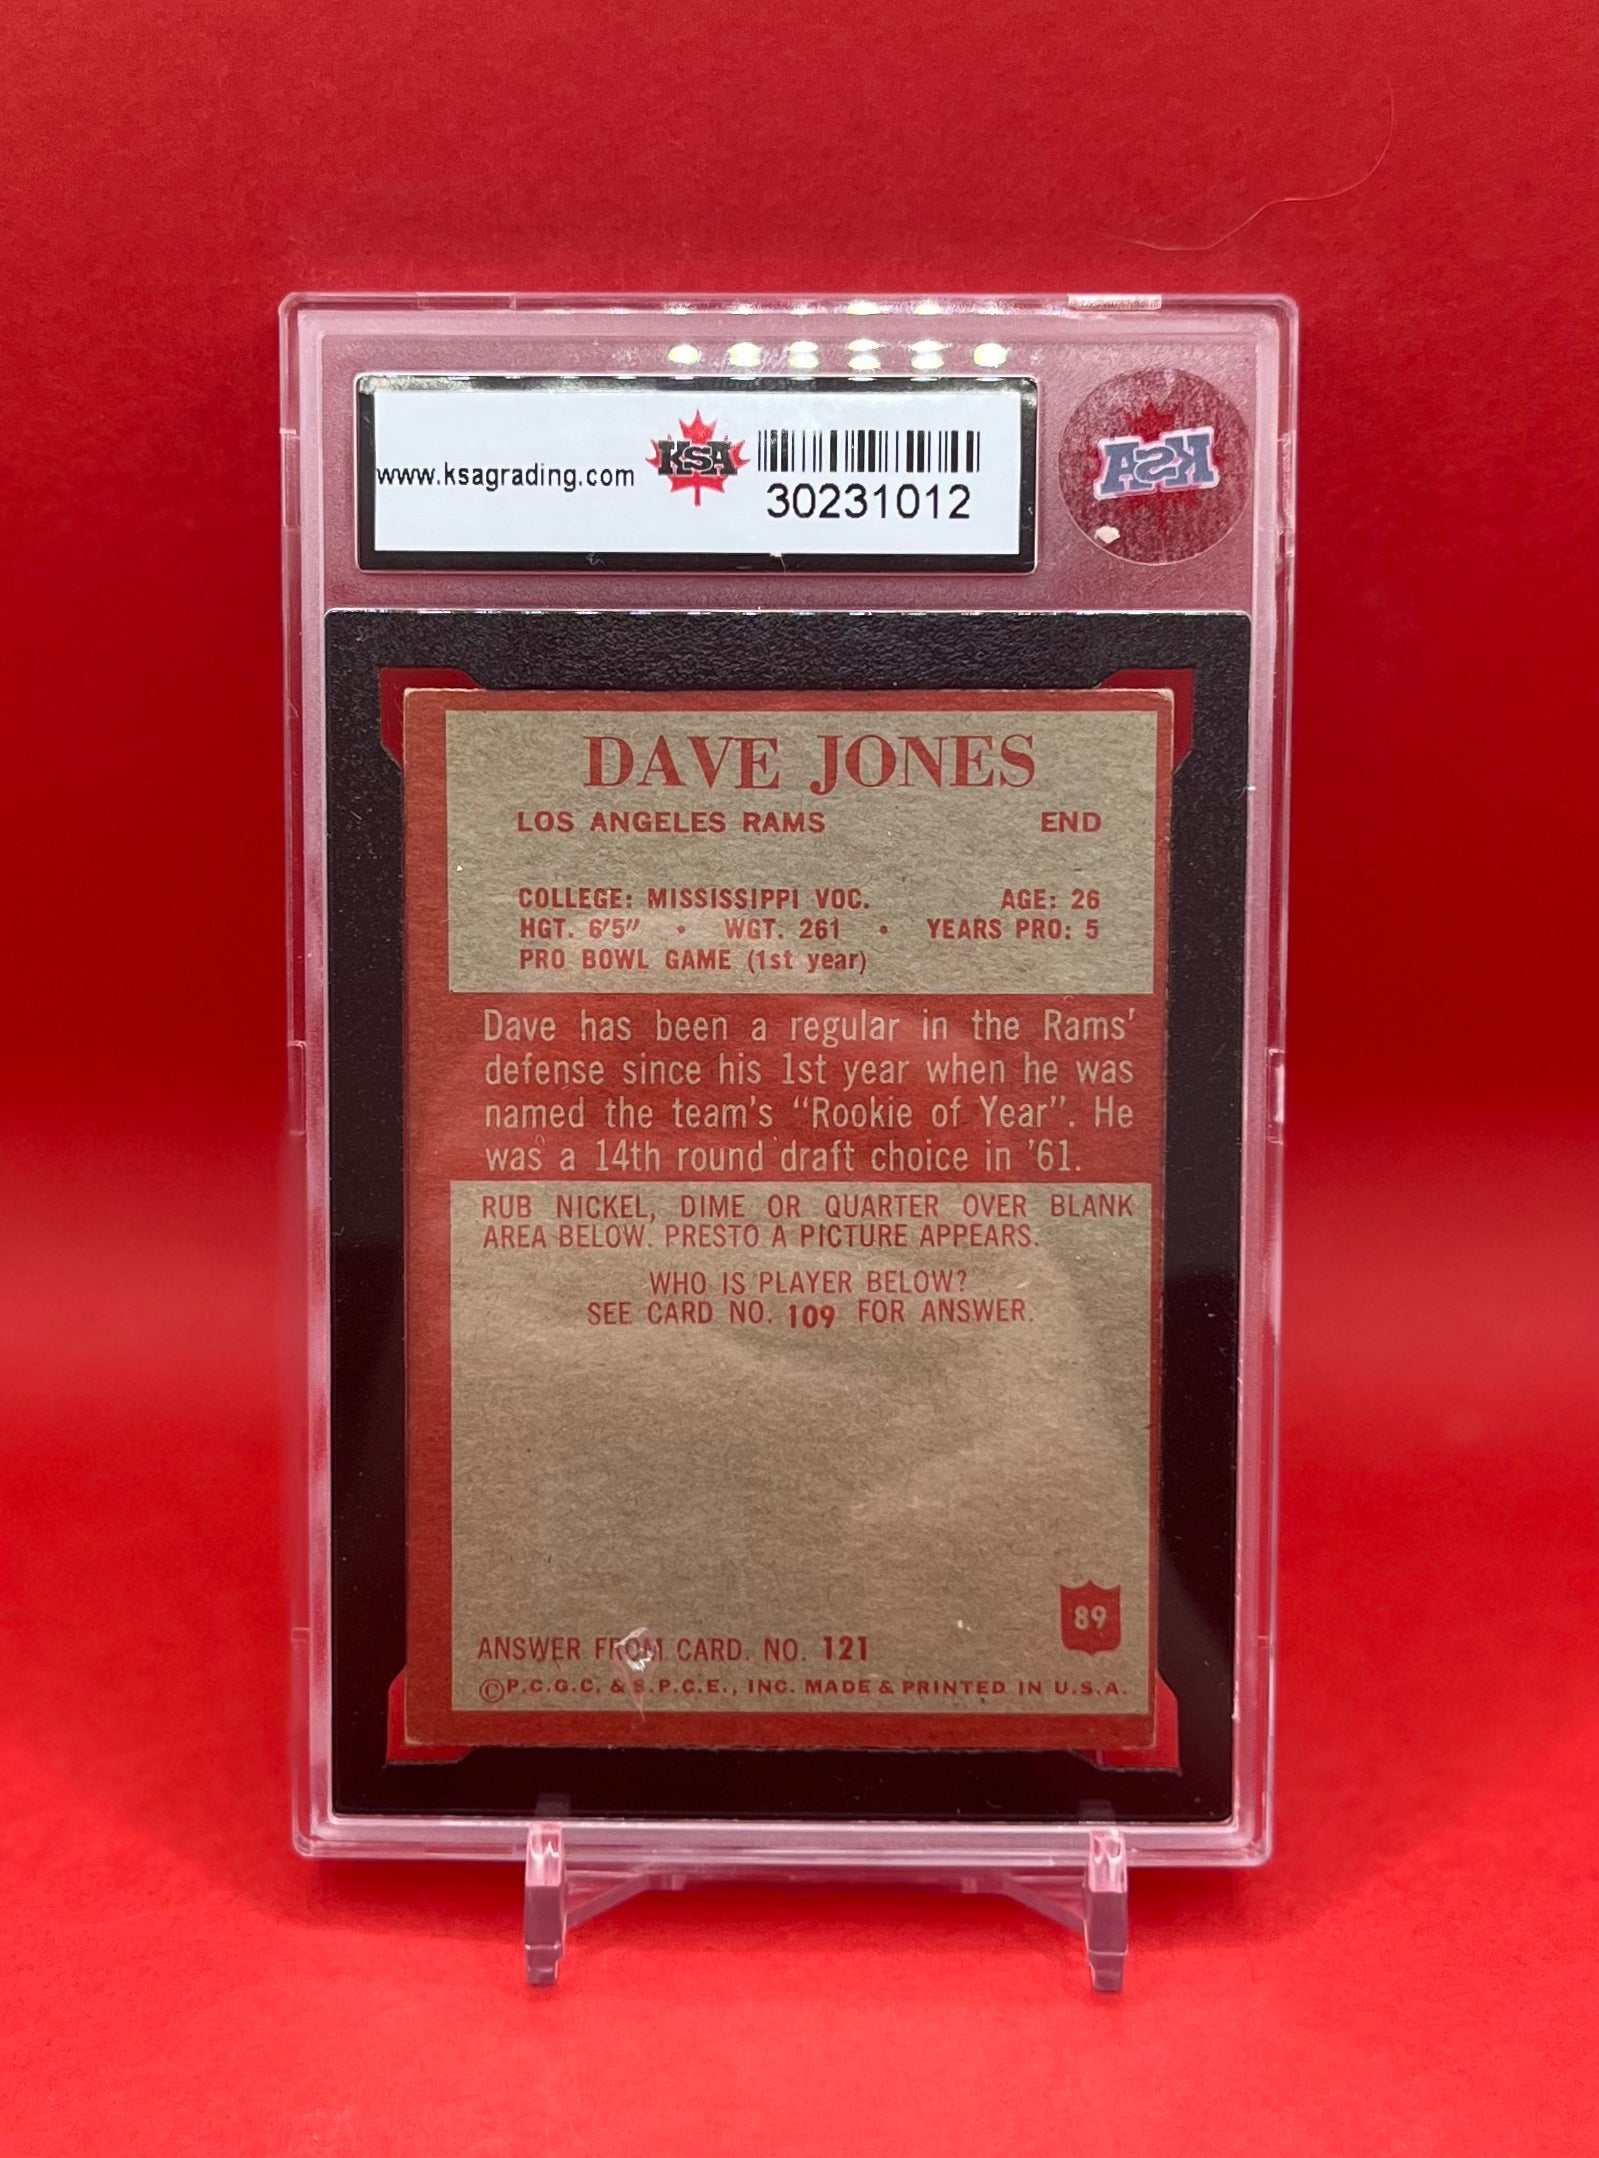 www.ksagrading.com
KSA
30231012
KSA
DAVE JONES
LOS ANGELES RAMS END
COLLEGE: MISSISSIPPI VOC. AGE: 26
HGT. 6'5" • WGT. 261 • YEARS PRO: 5
PRO BOWL GAME (1st year)
Dave has been a regular in the Rams'
defense since his 1st year when he was
named the team's "Rookie of Year". He
was a 14th round draft choice in '61.
RUB NICKEL, DIME OR QUARTER OVER BLANK
AREA BELOW. PRESTO A PICTURE APPEARS.
WHO IS PLAYER BELOW?
SEE CARD NO. 109 FOR ANSWER.
89
ANSWER FROM CARD. NO. 121
©P.C.G.C. & S.P.C.E., INC. MADE & PRINTED IN U.S.A.